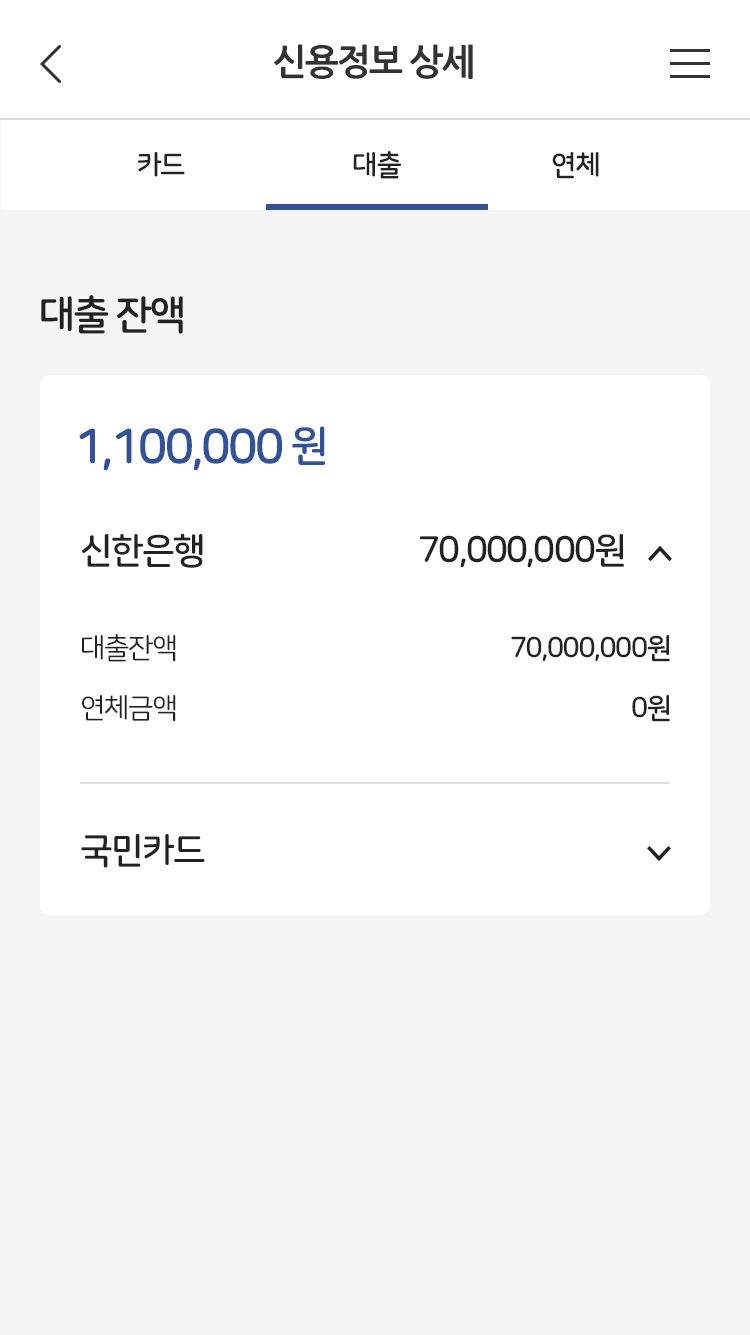 신용정보 상세
카드 대출 연체
대출 잔액
1,100,000 원
신한은행 70,000,000원
대출잔액 70,000,000원
연체금액 0원
국민카드